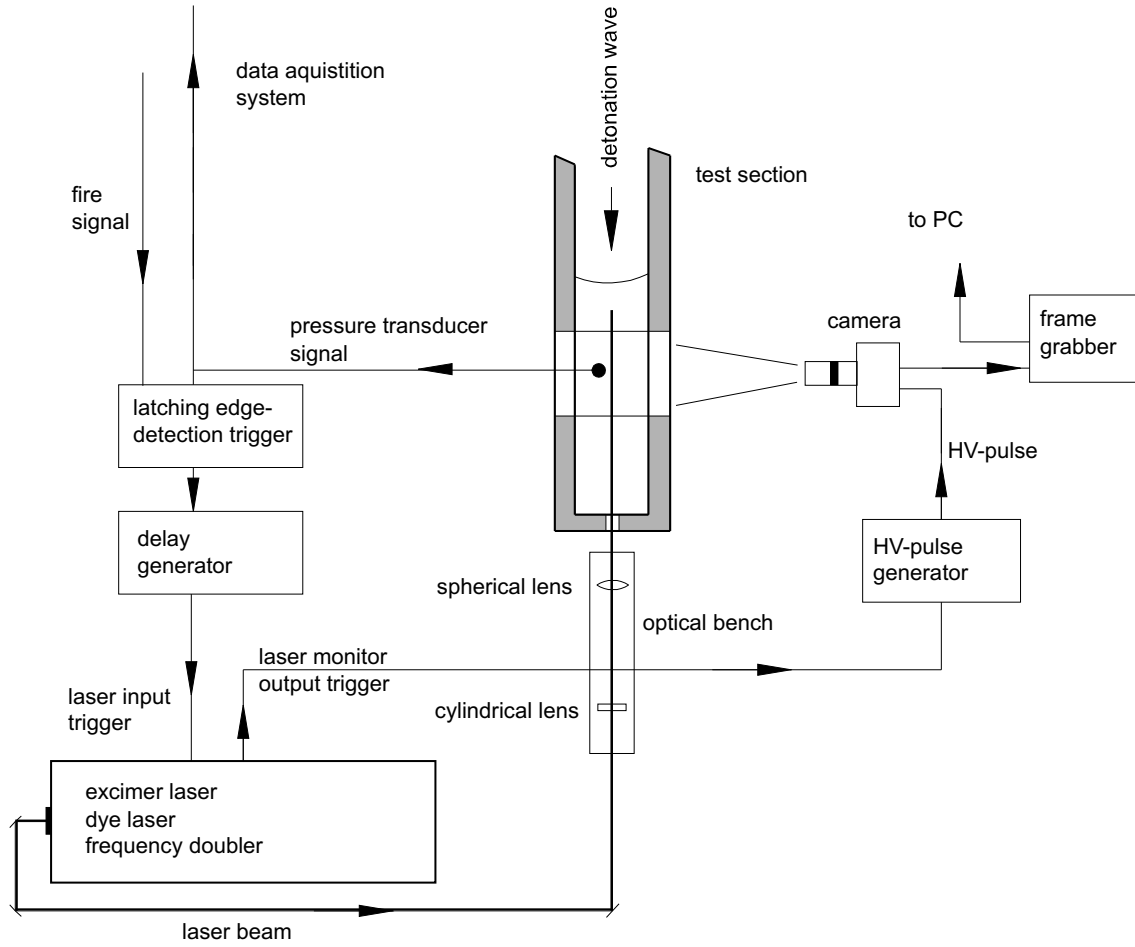 data aquistition
system
detonation wave
test section
fire
signal
to PC
pressure transducer
signal
camera
frame
grabber
latching edge-
detection trigger
HV-pulse
delay
generator
HV-pulse
generator
spherical lens
optical bench
laser monitor
output trigger
laser input
trigger
cylindrical lens
excimer laser
dye laser
frequency doubler
laser beam